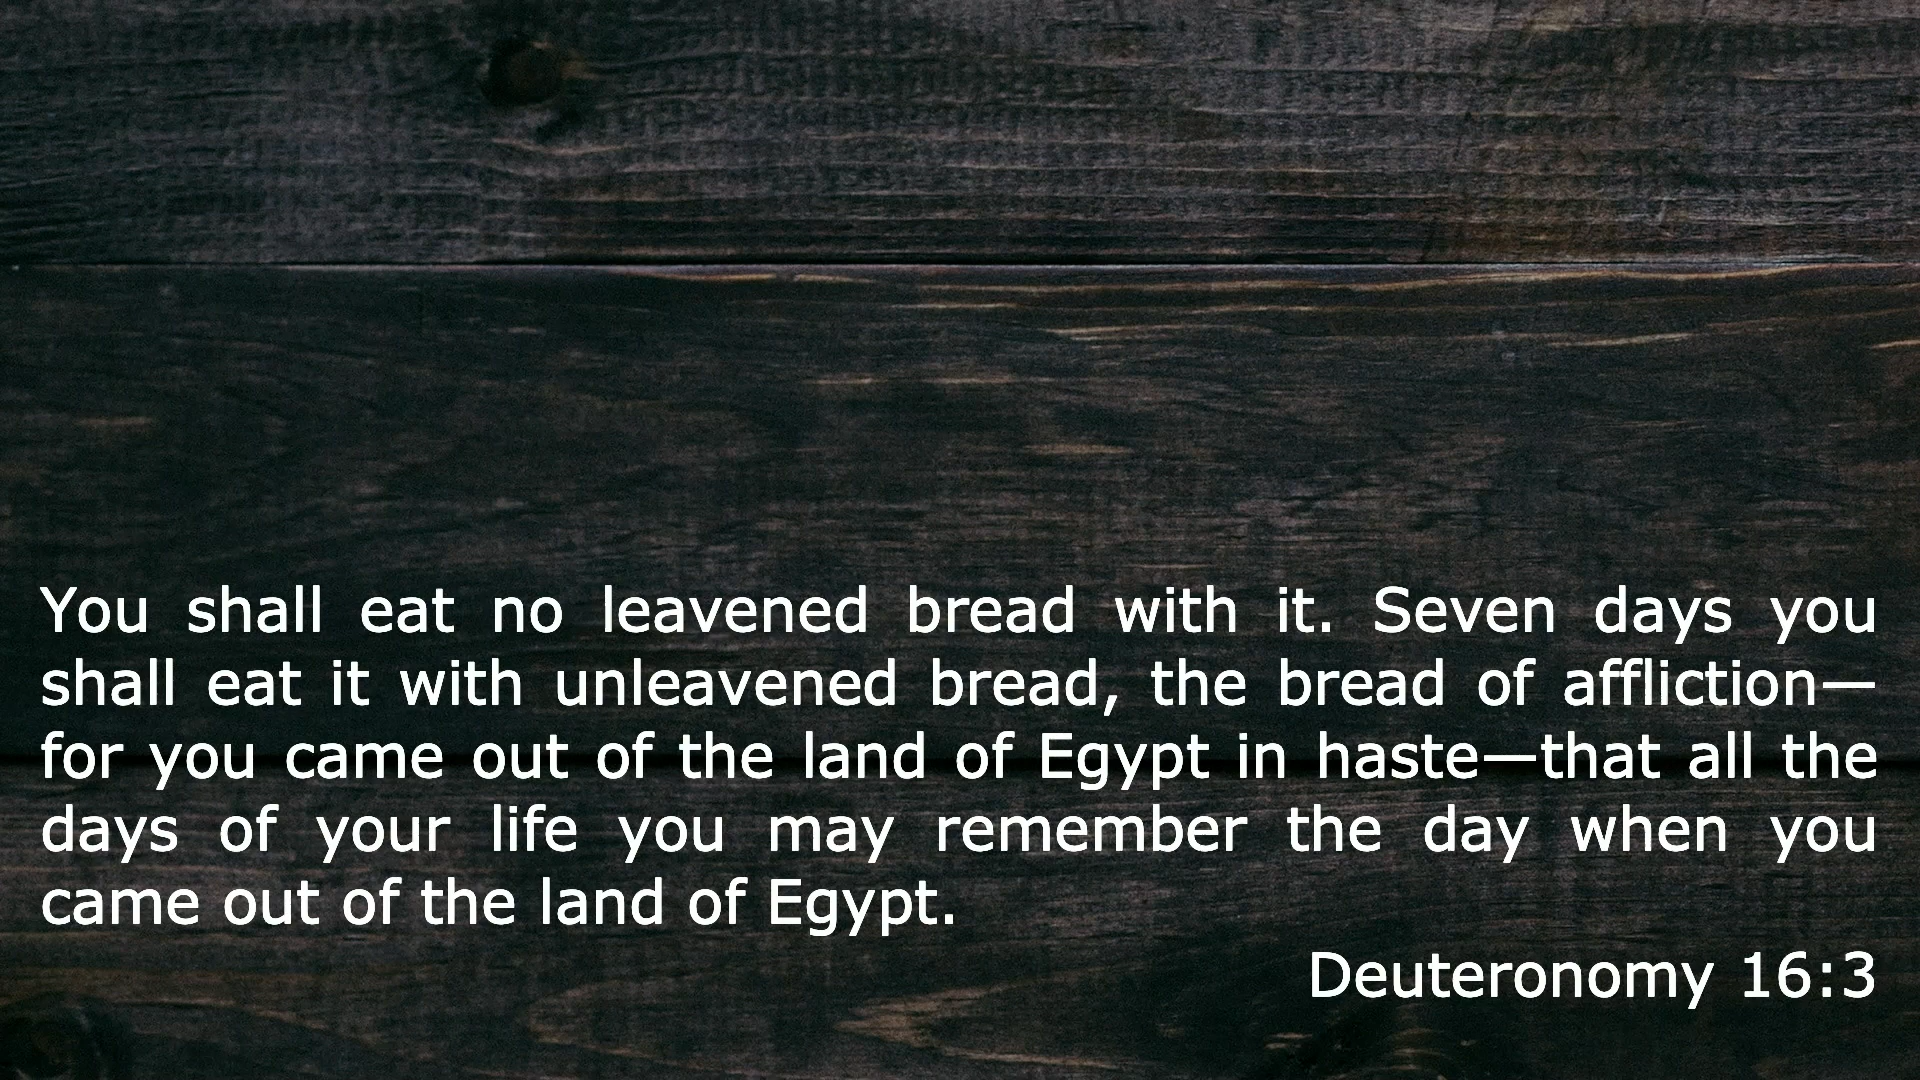 You shall eat no leavened bread with it. Seven days you
shall eat it with unleavened bread, the bread of affliction—
for you came out of the land of Egypt in haste—that all the
days of your life you may remember the day when you
came out of the land of Egypt.
Deuteronomy 16:3